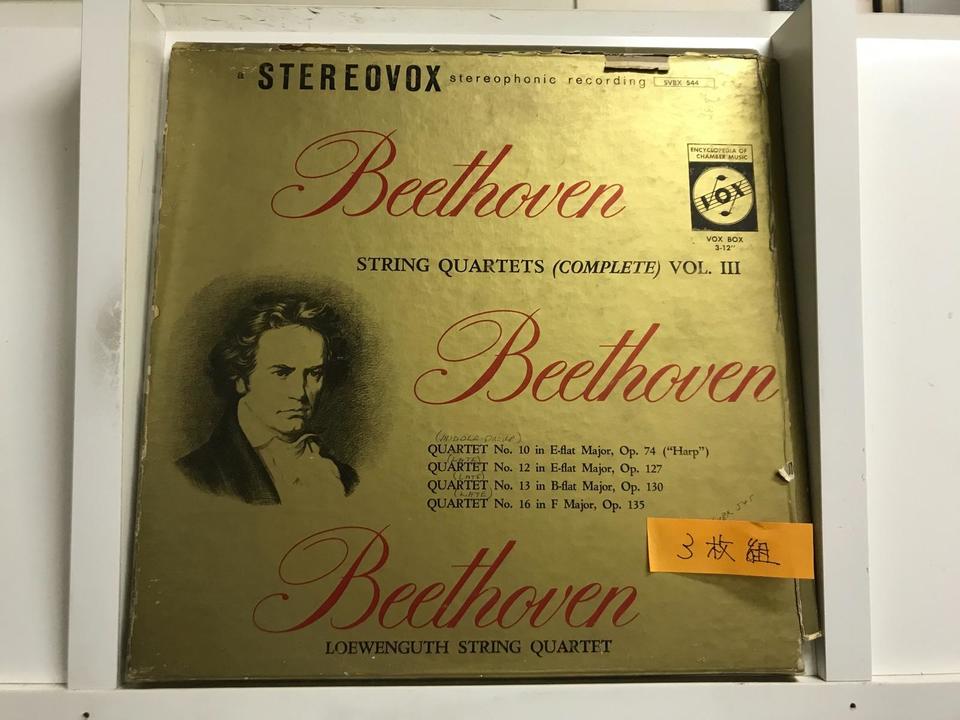 a STEREOVOX stereophonic recording SVBX 544
Beethoven
ENCYCLOPEDIA OF
CHAMBER MUSIC
VOX
VOX BOX
3-12"
STRING QUARTETS (COMPLETE) VOL. III
Beethoven
QUARTET No. 10 in E-flat Major, Op. 74 ("Harp")
(LATE)
QUARTET No. 12 in E-flat Major, Op. 127
(LATE)
QUARTET No. 13 in B-flat Major, Op. 130
(LATE)
QUARTET No. 16 in F Major, Op. 135
3枚組
Beethoven
LOEWENGUTH STRING QUARTET